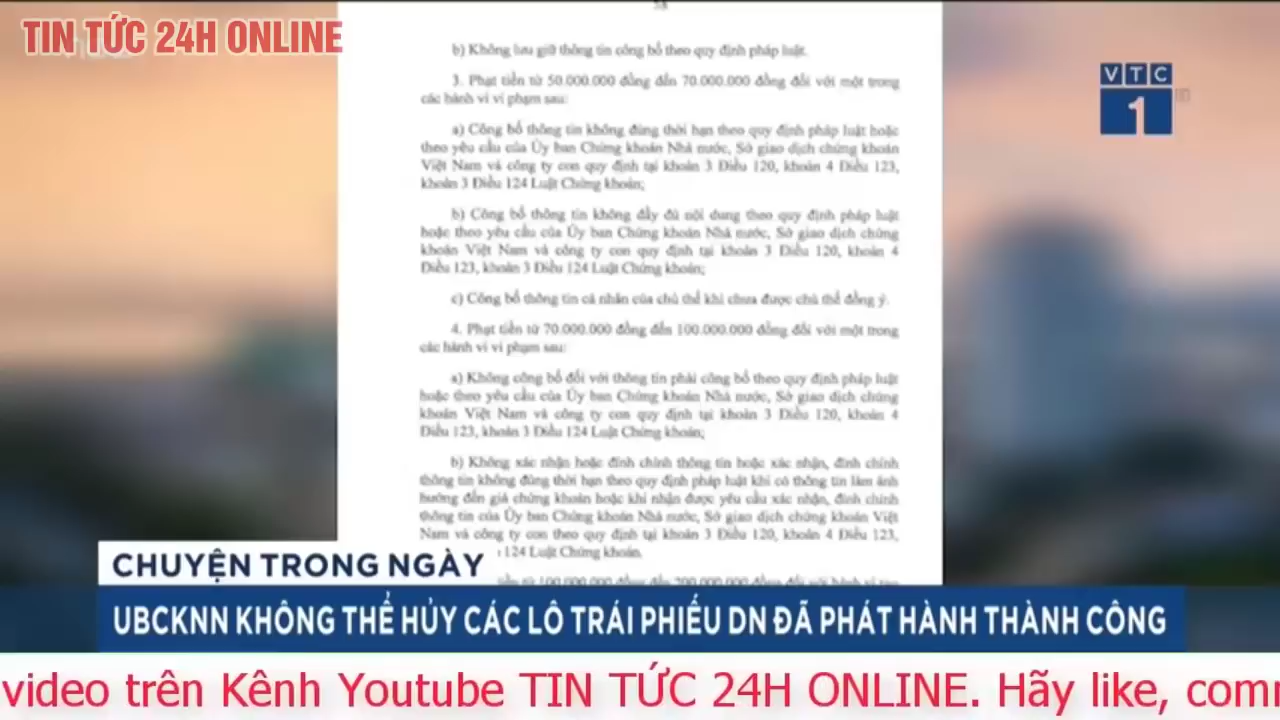 TIN TỨC 24H ONLINE
b) Không lưu giữ thông tin công bố theo quy định pháp luật.
3. Phạt tiền từ 50.000.000 đồng đến 70.000.000 đồng đối với một trong
các hành vi vi phạm sau:
VTC
1
a) Công bố thông tin không đúng thời hạn theo quy định pháp luật hoặc
theo yêu cầu của Ủy ban Chứng khoán Nhà nước, Sở giao dịch chứng khoán
Việt Nam và công ty con quy định tại khoản 3 Điều 120, khoản 4 Điều 123,
khoản 3 Điều 124 Luật Chứng khoán;
b) Công bố thông tin không đầy đủ nội dung theo quy định pháp luật
hoặc theo yêu cầu của Ủy ban Chứng khoán Nhà nước, Sở giao dịch chứng
khoán Việt Nam và công ty con quy định tại khoản 3 Điều 120, khoản 4
Điều 123, khoản 3 Điều 124 Luật Chứng khoán;
c) Công bố thông tin cá nhân của chủ thể khi chưa được chủ thể đồng ý.
4. Phạt tiền từ 70.000.000 đồng đến 100.000.000 đồng đối với một trong
các hành vi vi phạm sau:
a) Không công bố đối với thông tin phải công bố theo quy định pháp luật
hoặc theo yêu cầu của Ủy ban Chứng khoán Nhà nước, Sở giao dịch chứng
khoán Việt Nam và công ty con quy định tại khoản 3 Điều 120, khoản 4
Điều 123, khoản 3 Điều 124 Luật Chứng khoán;
b) Không xác nhận hoặc đính chính thông tin hoặc xác nhận, đính chính
thông tin không đúng thời hạn theo quy định pháp luật khi có thông tin làm ảnh
hưởng đến giá chứng khoán hoặc khi nhận được yêu cầu xác nhận, đính chính
thông tin của Ủy ban Chứng khoán Nhà nước, Sở giao dịch chứng khoán Việt
Nam và công ty con theo quy định tại khoản 3 Điều 120, khoản 4 Điều 123,
124 Luật Chứng khoán.
CHUYỆN TRONG NGÀY
UBCKNN KHÔNG THỂ HỦY CÁC LÔ TRÁI PHIẾU DN ĐÃ PHÁT HÀNH THÀNH CÔNG
video trên Kênh Youtube TIN TỨC 24H ONLINE. Hãy like, comm